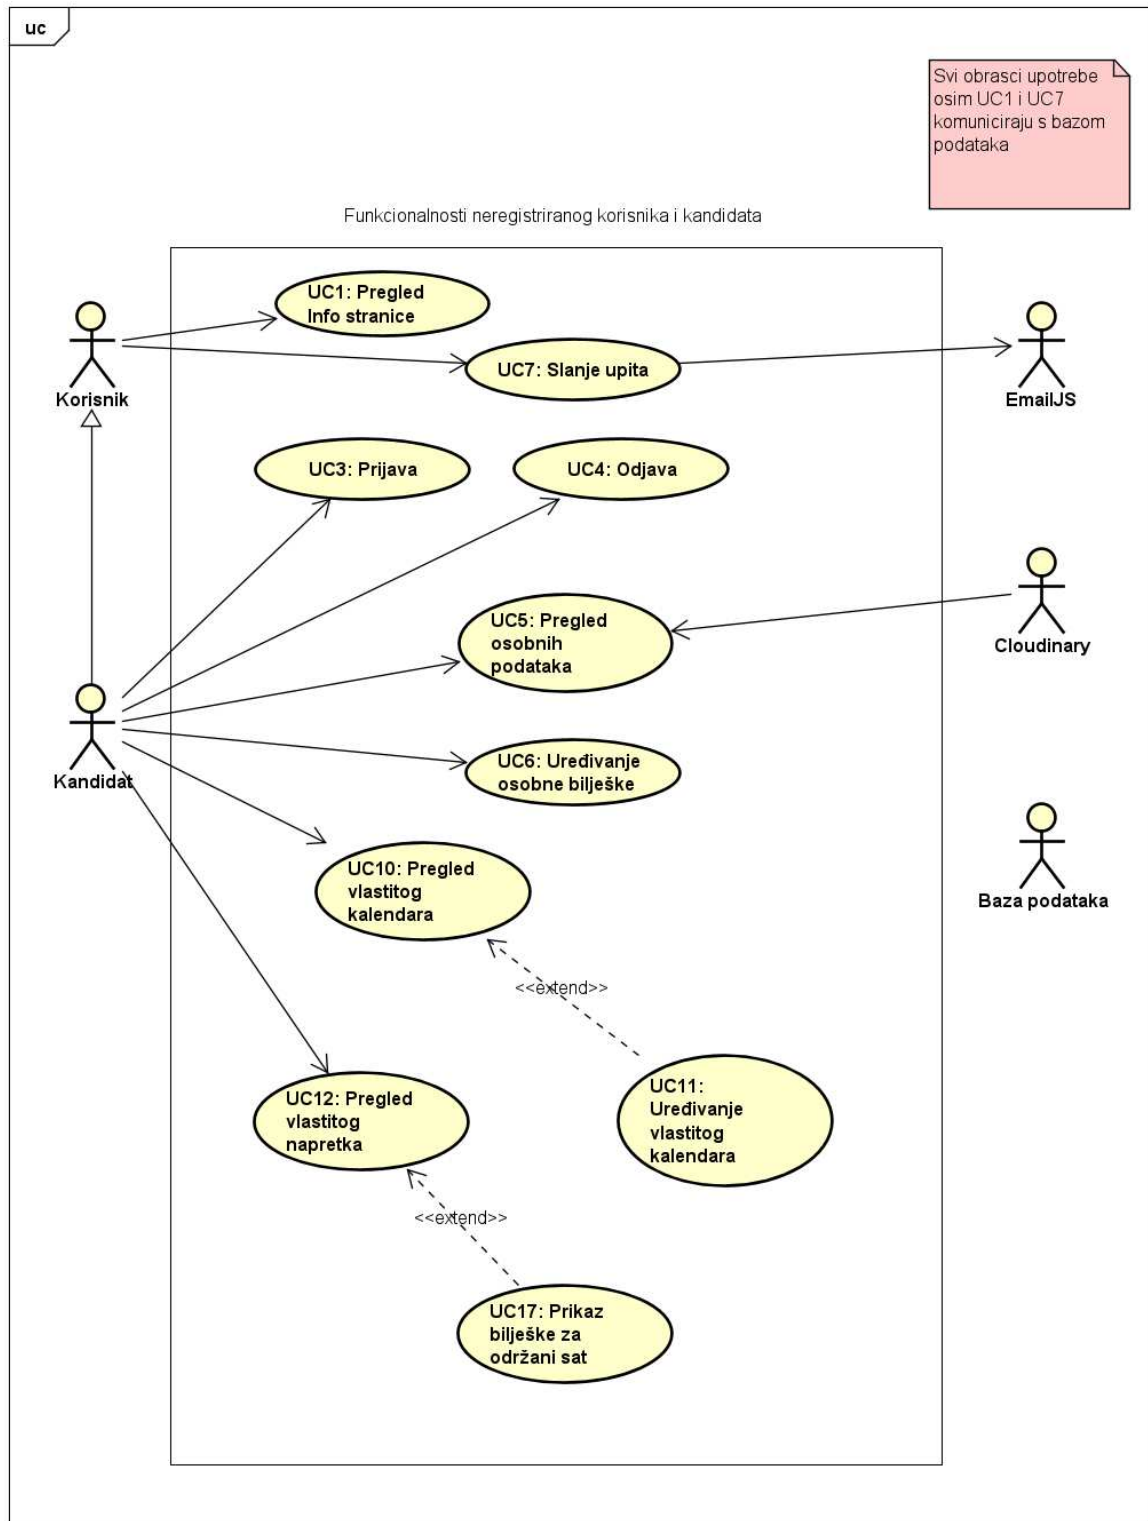 uc
Svi obrasci upotrebe
osim UC1 i UC7
komuniciraju s bazom
podataka
Funkcionalnosti neregistriranog korisnika i kandidata
UC1: Pregled
Info stranice
Korisnik
UC7: Slanje upita
EmailJS
UC3: Prijava
UC4: Odjava
UC5: Pregled
osobnih
podataka
Cloudinary
Kandidat
UC6: Uređivanje
osobne bilješke
UC10: Pregled
vlastitog
kalendara
Baza podataka
<<extend>>
UC12: Pregled
vlastitog
napretka
UC11:
Uređivanje
vlastitog
kalendara
<<extend>>
UC17: Prikaz
bilješke za
održani sat